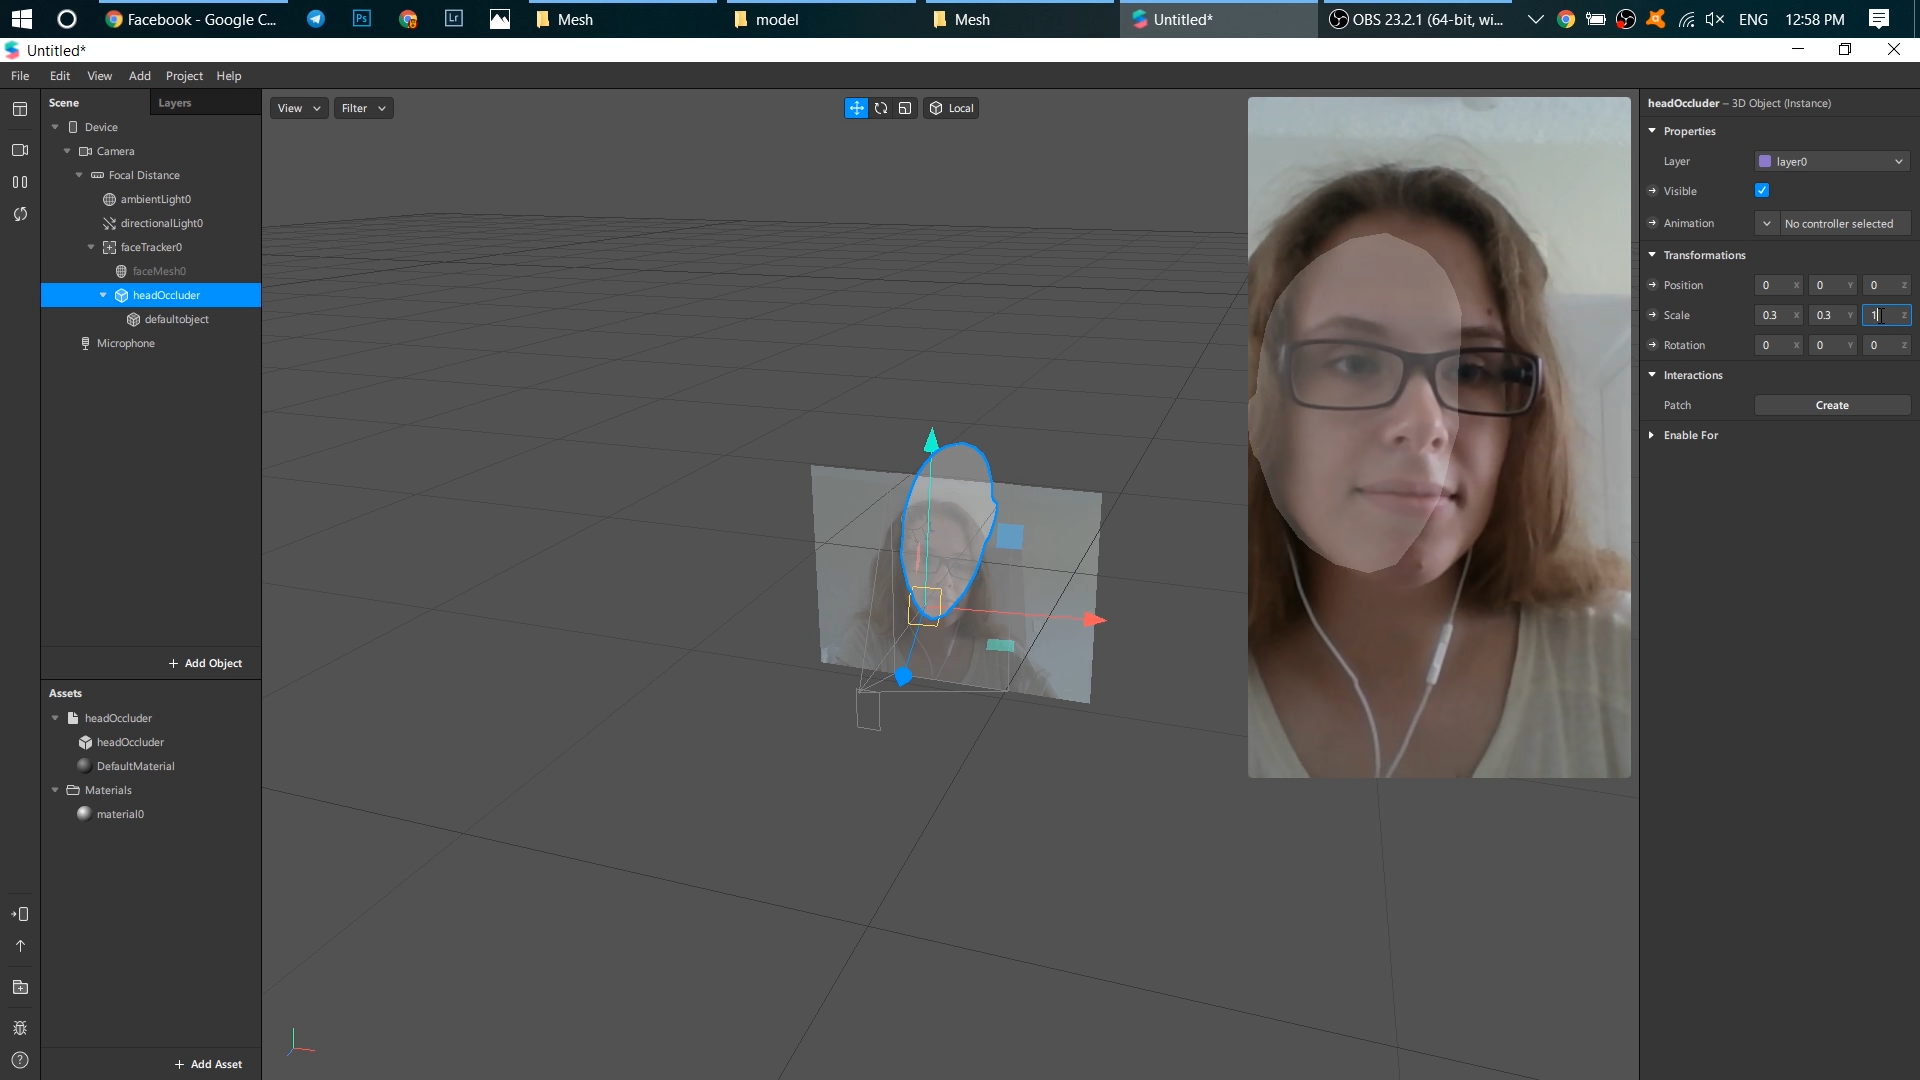 Facebook - Google C...
Ps
Lr
Mesh
model
Mesh
Untitled*
OBS 23.2.1 (64-bit, wi...
ENG
12:58 PM
Untitled*
File Edit View Add Project Help
Scene
Layers
View
Filter
Local
headOccluder – 3D Object (Instance)
Device
Camera
Focal Distance
ambientLight0
directionalLight0
faceTracker0
faceMesh0
headOccluder
defaultobject
Microphone
+ Add Object
Assets
headOccluder
headOccluder
DefaultMaterial
Materials
material0
+ Add Asset
Properties
Layer layer0
Visible
Animation No controller selected
Transformations
Position 0 X 0 Y 0 Z
Scale 0.3 X 0.3 Y 1 Z
Rotation 0 X 0 Y 0 Z
Interactions
Patch Create
Enable For